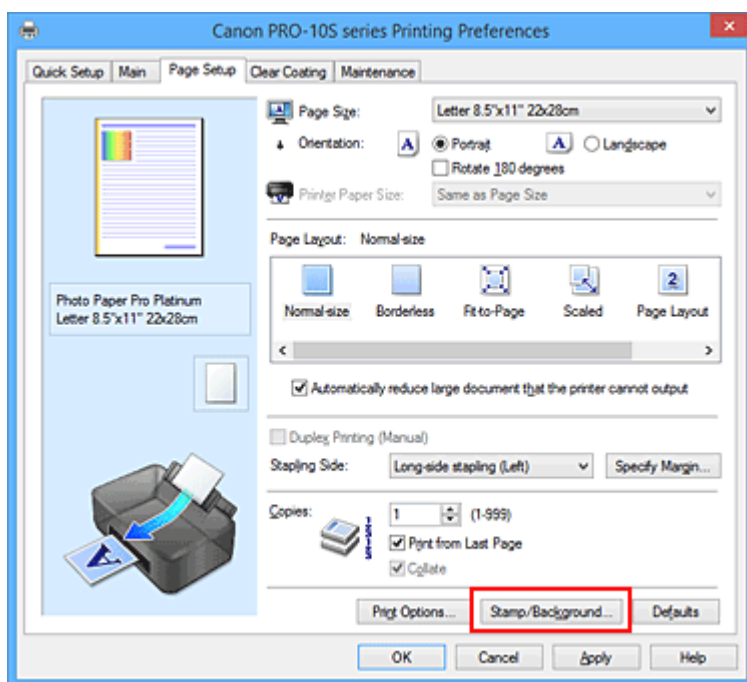 Canon PRO-10S series Printing Preferences
Quick Setup Main Page Setup Clear Coating Maintenance
Page Size: Letter 8.5"x11" 22x28cm
Orientation: A Portrait A Landscape
Rotate 180 degrees
Printer Paper Size: Same as Page Size
Page Layout: Normal-size
2
Normal-size Borderless Fit-to-Page Scaled Page Layout
Photo Paper Pro Platinum
Letter 8.5"x11" 22x28cm
Automatically reduce large document that the printer cannot output
Duplex Printing (Manual)
Stapling Side: Long-side stapling (Left) Specify Margin...
Copies: 1 (1-999)
Print from Last Page
Collate
A
Print Options... Stamp/Background... Defaults
OK Cancel Apply Help